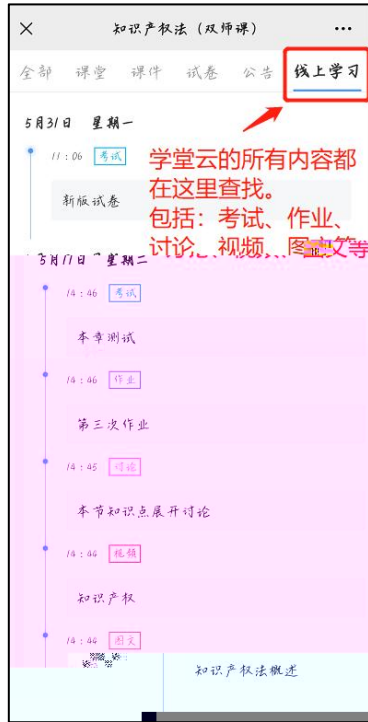 知识产权法（双师课）
全部 课堂 课件 试卷 公告 线上学习
5月31日 星期一
11:06 考试
学堂云的所有内容都
在这里查找。
新版试卷
包括：考试、作业、
讨论、视频、图文等
5月11日 星期二
14:46 考试
本章测试
14:46 作业
第三次作业
14:45 讨论
本节知识点展开讨论
14:44 视频
知识产权
14:44 图文
知识产权法概述